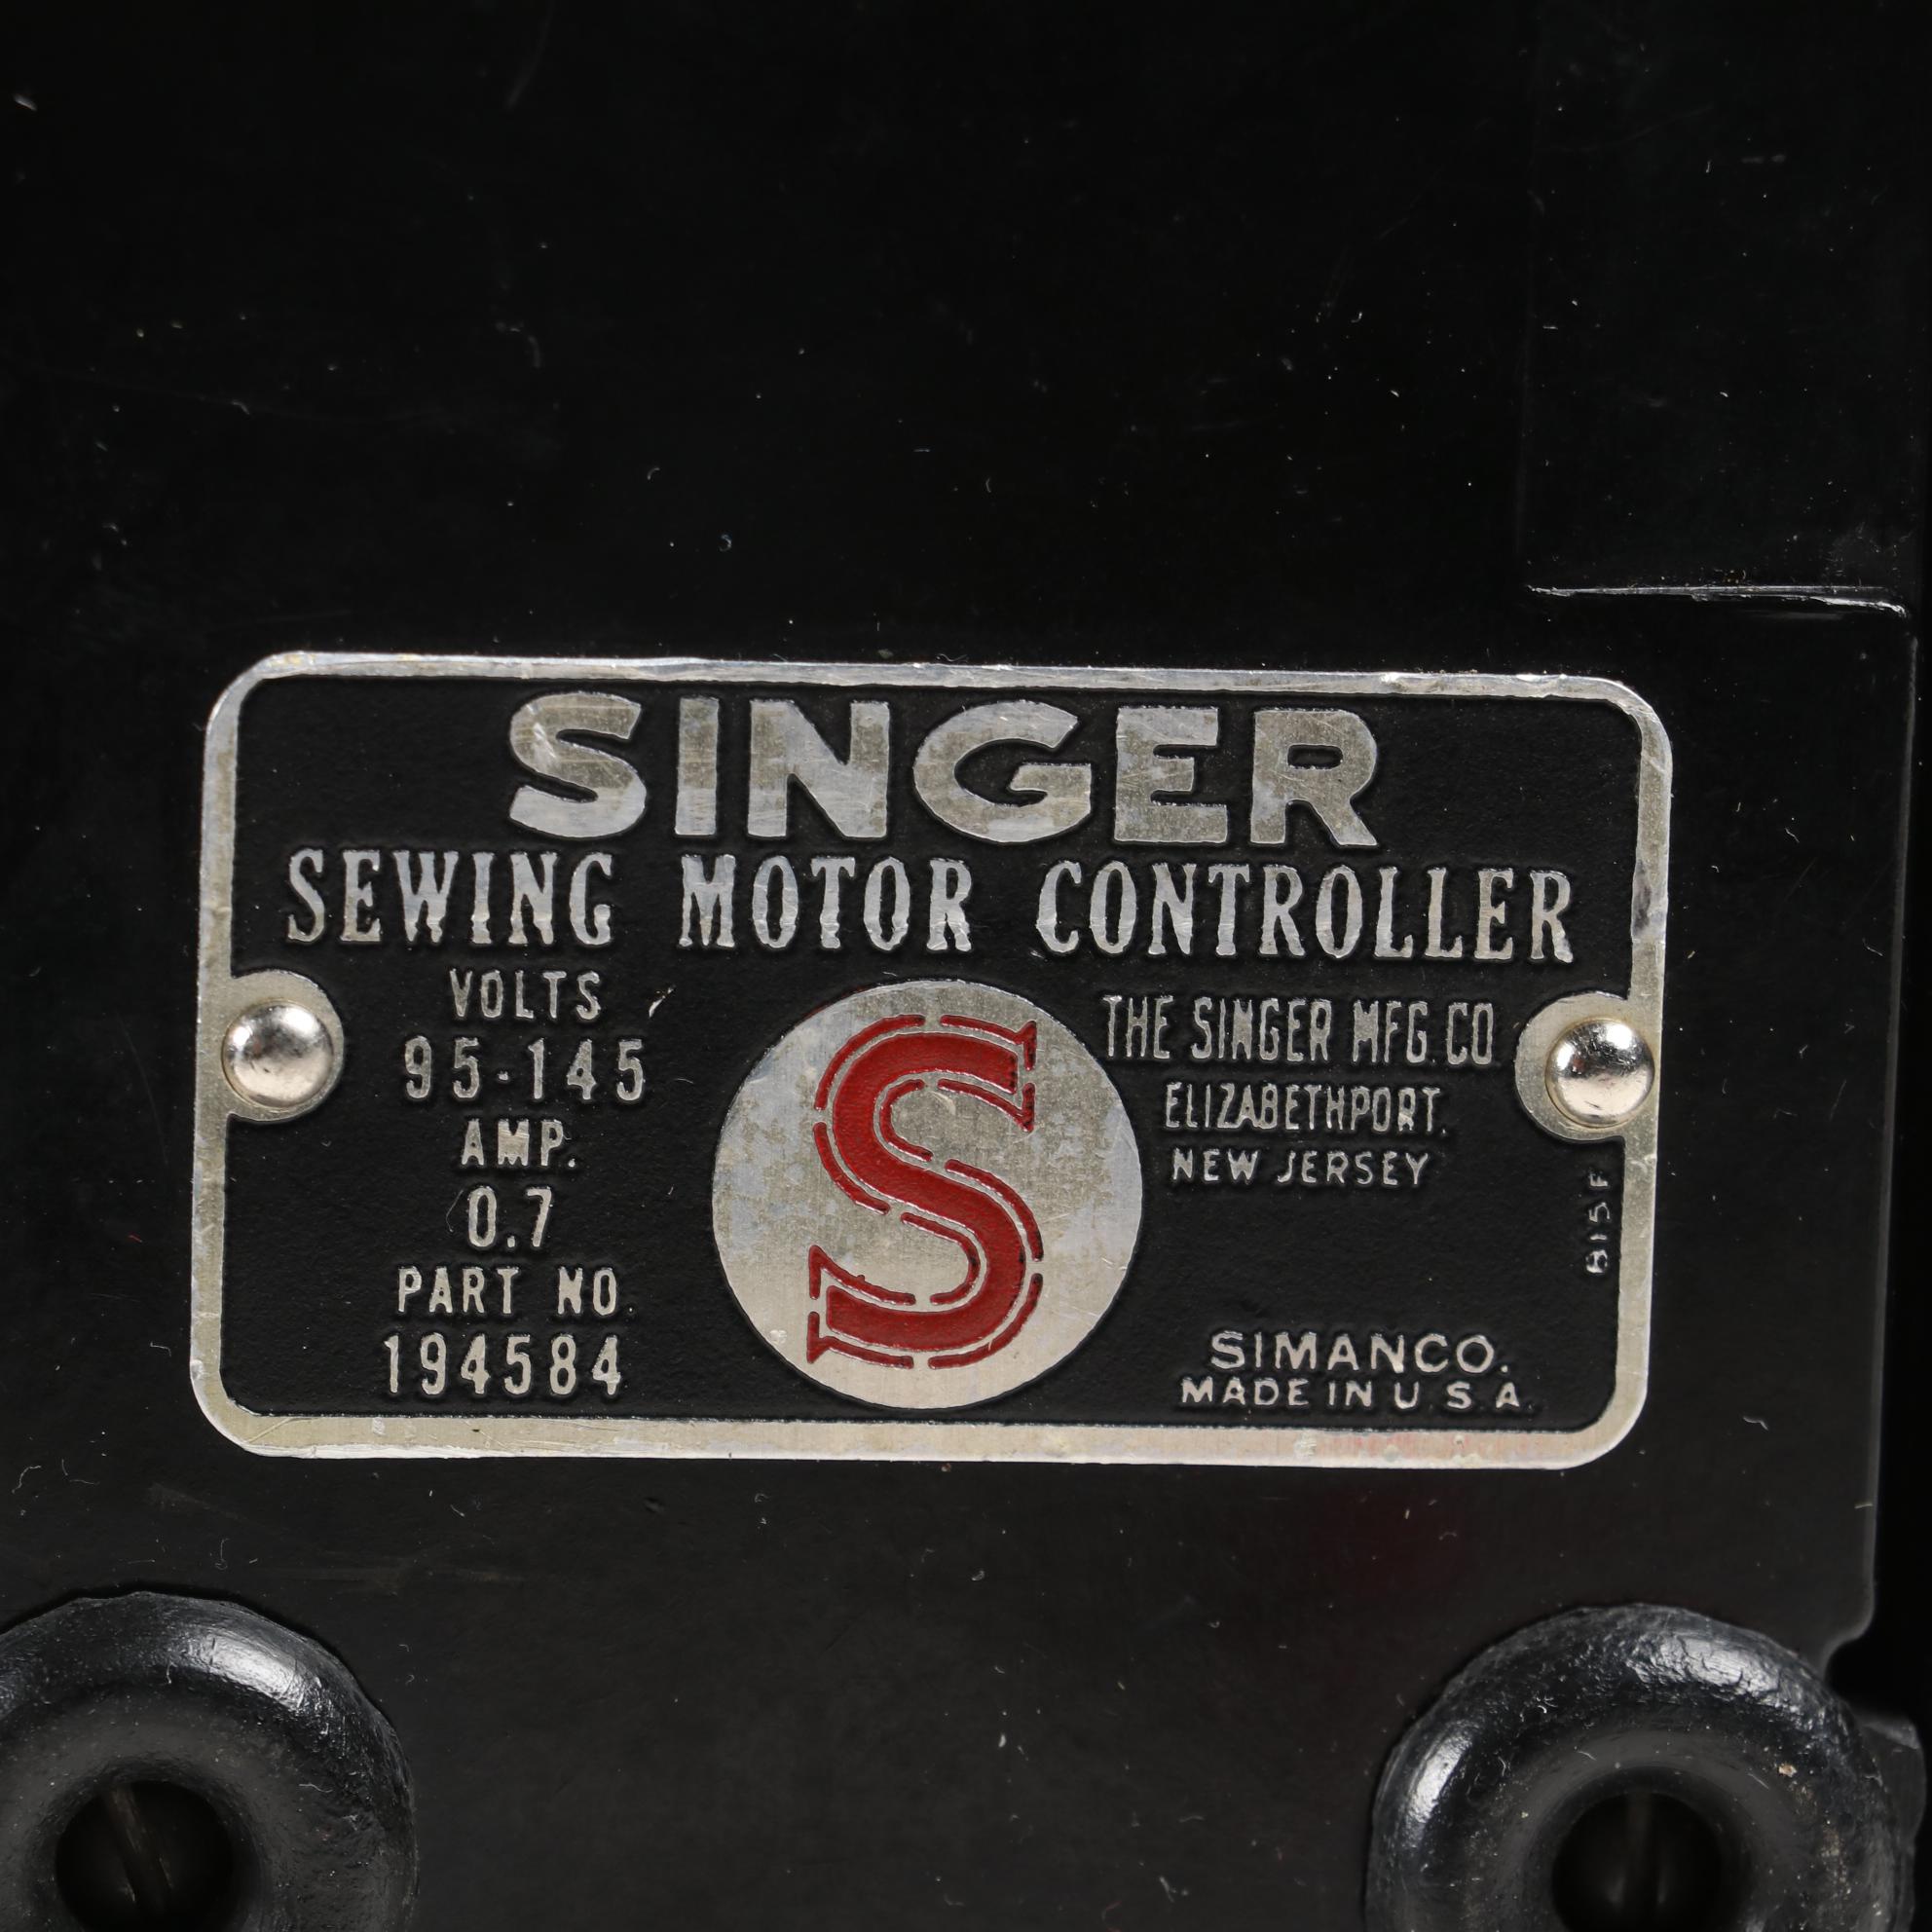 SINGER
SEWING MOTOR CONTROLLER
VOLTS
95-145
AMP.
0.7
PART NO.
194584
S
THE SINGER MFG. CO.
ELIZABETHPORT,
NEW JERSEY
SIMANCO.
MADE IN U.S.A.
B115F